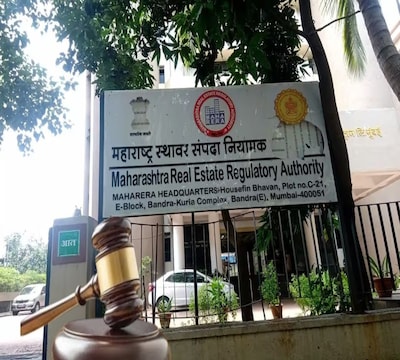 महाराष्ट्र स्थावर संपदा नियामक
Maharashtra Real Estate Regulatory Authority
MAHARERA HEADQUARTERS:Housefin Bhavan, Plot no.C-21,
E-Block, Bandra-Kurla Complex, Bandra(E), Mumbai-400051